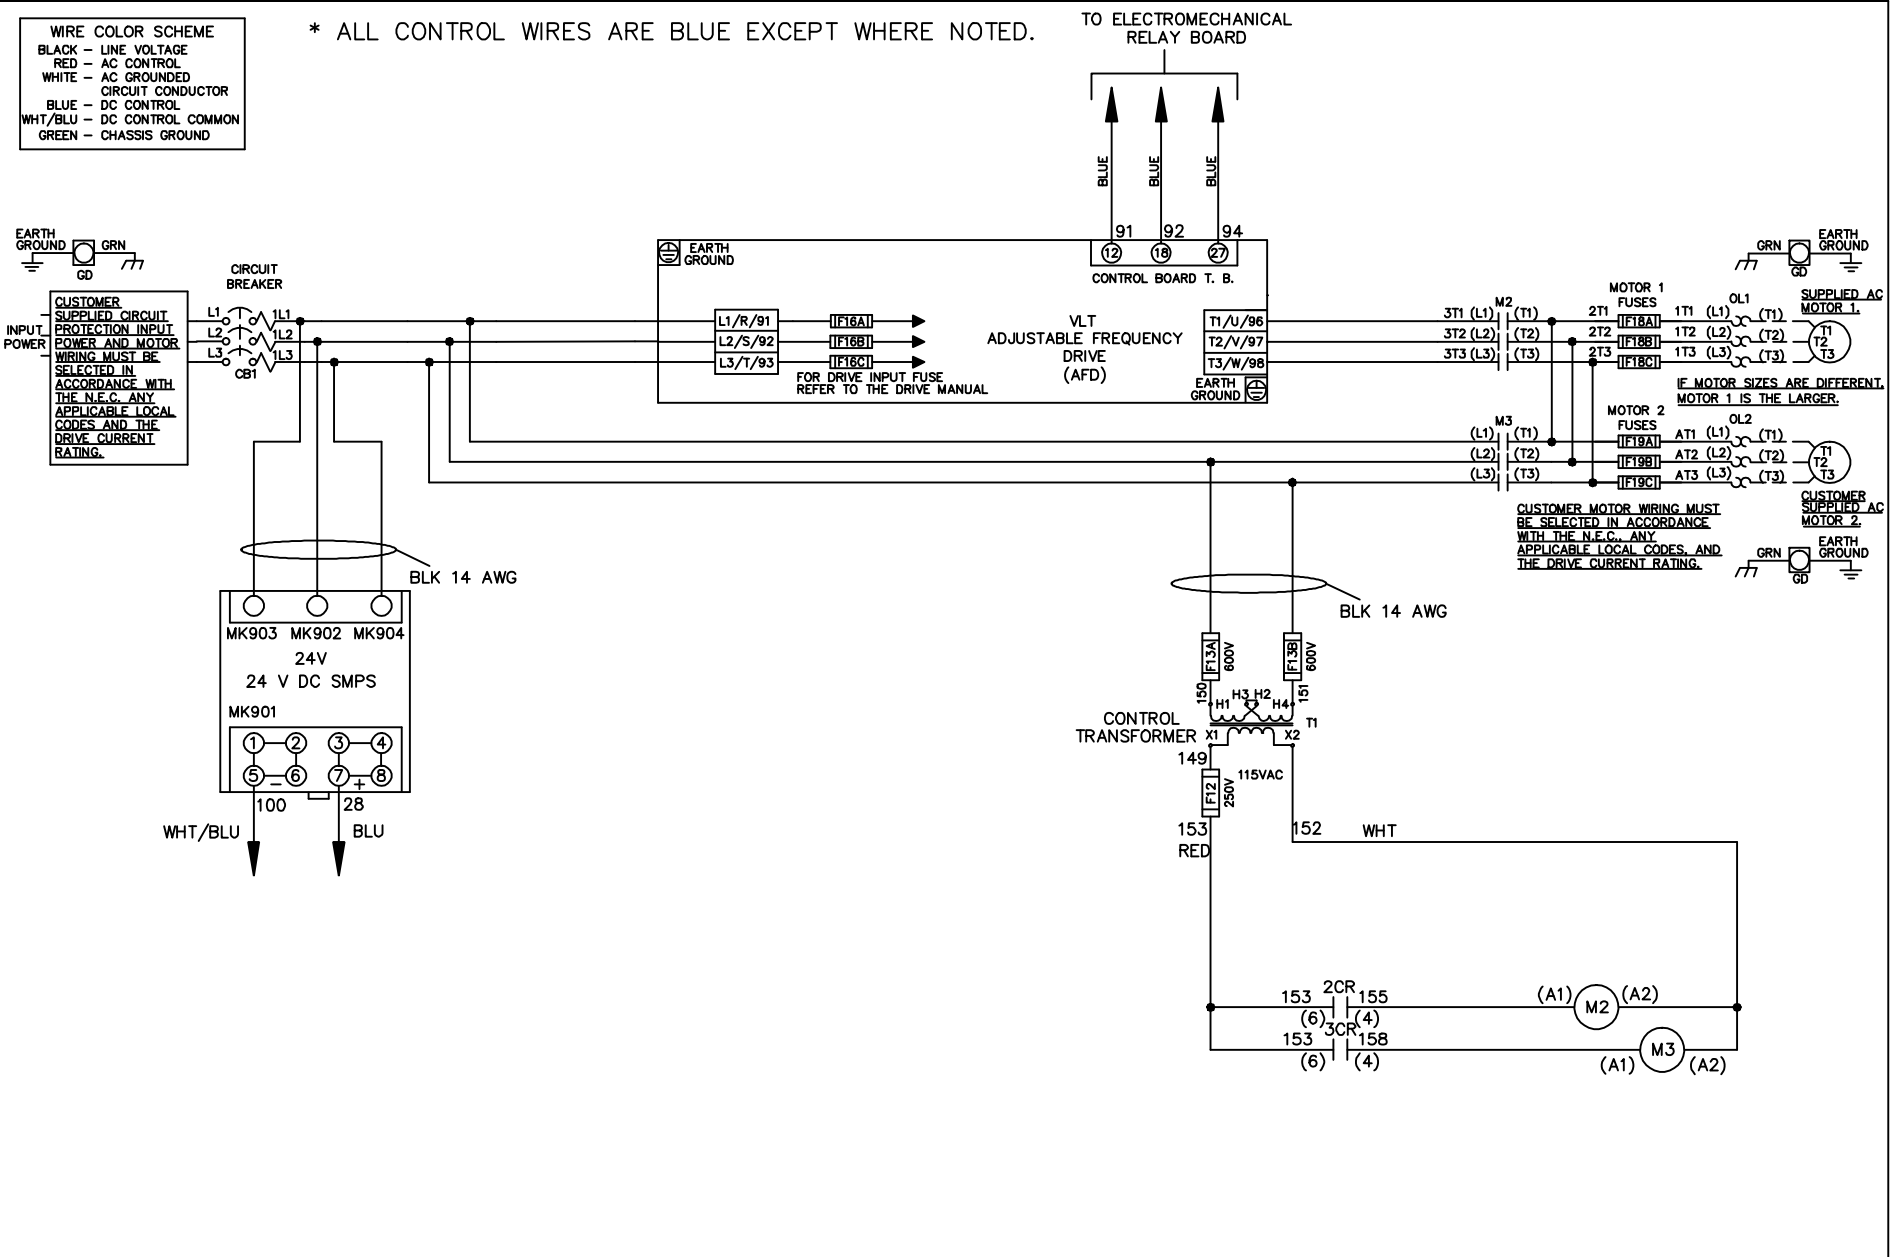 WIRE COLOR SCHEME
BLACK – LINE VOLTAGE
RED – AC CONTROL
WHITE – AC GROUNDED
CIRCUIT CONDUCTOR
BLUE – DC CONTROL
WHT/BLU – DC CONTROL COMMON
GREEN – CHASSIS GROUND
* ALL CONTROL WIRES ARE BLUE EXCEPT WHERE NOTED.
TO ELECTROMECHANICAL
RELAY BOARD
BLUE
BLUE
BLUE
91 92 94
12 18 27
CONTROL BOARD T. B.
EARTH
GROUND
GRN
GD
CIRCUIT
BREAKER
INPUT
POWER
CUSTOMER
SUPPLIED CIRCUIT
PROTECTION INPUT
POWER AND MOTOR
WIRING MUST BE
SELECTED IN
ACCORDANCE WITH
THE N.E.C. ANY
APPLICABLE LOCAL
CODES AND THE
DRIVE CURRENT
RATING.
L1 1L1
L2 1L2
L3 1L3
CB1
EARTH
GROUND
L1/R/91 F16A
L2/S/92 F16B
L3/T/93 F16C
FOR DRIVE INPUT FUSE
REFER TO THE DRIVE MANUAL
VLT
ADJUSTABLE FREQUENCY
DRIVE
(AFD)
T1/U/96
T2/V/97
T3/W/98
EARTH
GROUND
M2
3T1 (L1) (T1)
3T2 (L2) (T2)
3T3 (L3) (T3)
MOTOR 1
FUSES
2T1 F18A 1T1 (L1) (T1)
2T2 F18B 1T2 (L2) (T2)
2T3 F18C 1T3 (L3) (T3)
OL1
GRN
GD
EARTH
GROUND
SUPPLIED AC
MOTOR 1.
T1
T2
T3
IF MOTOR SIZES ARE DIFFERENT.
MOTOR 1 IS THE LARGER.
M3
(L1) (T1)
(L2) (T2)
(L3) (T3)
MOTOR 2
FUSES
F19A AT1 (L1) (T1)
F19B AT2 (L2) (T2)
F19C AT3 (L3) (T3)
OL2
T1
T2
T3
CUSTOMER
SUPPLIED AC
MOTOR 2.
CUSTOMER MOTOR WIRING MUST
BE SELECTED IN ACCORDANCE
WITH THE N.E.C., ANY
APPLICABLE LOCAL CODES, AND
THE DRIVE CURRENT RATING.
GRN
GD
EARTH
GROUND
BLK 14 AWG
MK903 MK902 MK904
24V
24 V DC SMPS
MK901
1 2 3 4
5 – 6 7 + 8
100 28
WHT/BLU BLU
BLK 14 AWG
F13A 600V F13B 600V
150 151
H1 H3 H2 H4
CONTROL
TRANSFORMER
T1
X1 X2
149
115VAC
F12 250V
153
RED
152 WHT
2CR
153 155
(6) (4)
(A1) M2 (A2)
3CR
153 158
(6) (4)
(A1) M3 (A2)